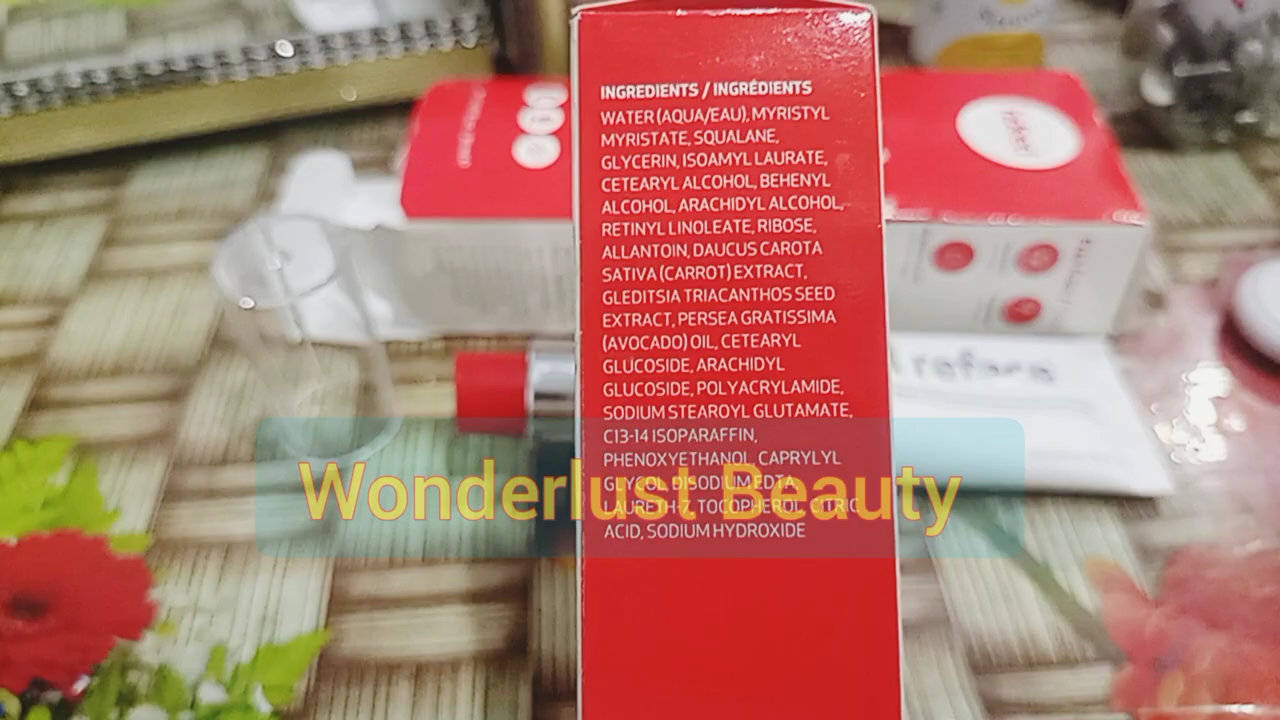 INGREDIENTS / INGRÉDIENTS
WATER (AQUA/EAU), MYRISTYL
MYRISTATE, SQUALANE,
GLYCERIN, ISOAMYL LAURATE,
CETEARYL ALCOHOL, BEHENYL
ALCOHOL, ARACHIDYL ALCOHOL,
RETINYL LINOLEATE, RIBOSE,
ALLANTOIN, DAUCUS CAROTA
SATIVA (CARROT) EXTRACT,
GLEDITSIA TRIACANTHOS SEED
EXTRACT, PERSEA GRATISSIMA
(AVOCADO) OIL, CETEARYL
GLUCOSIDE, ARACHIDYL
GLUCOSIDE, POLYACRYLAMIDE,
SODIUM STEAROYL GLUTAMATE,
C13-14 ISOPARAFFIN,
PHENOXYETHANOL, CAPRYLYL
GLYCOL, DISODIUM EDTA,
LAURETH-7, TOCOPHEROL, CITRIC
ACID, SODIUM HYDROXIDE
Wonderlust Beauty